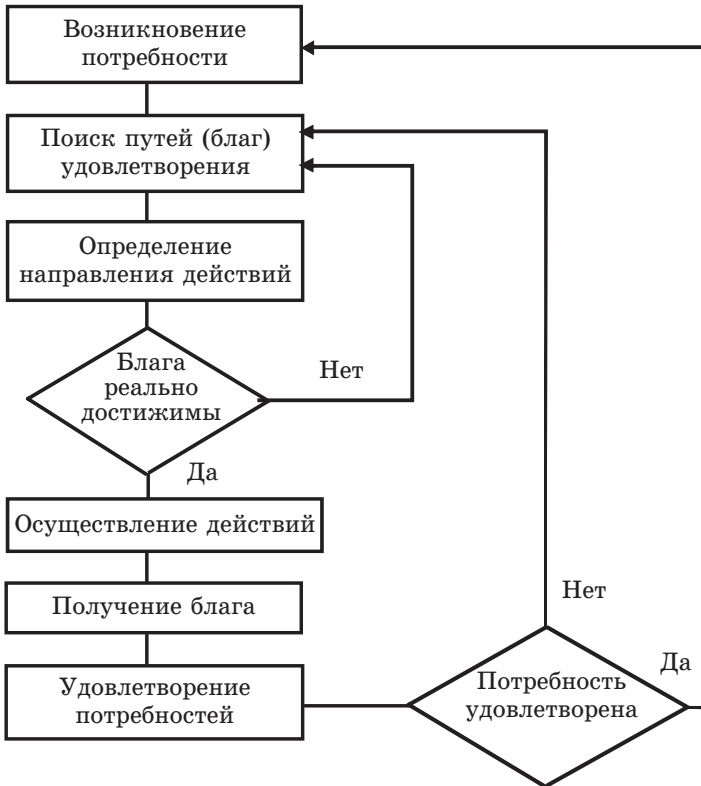 Возникновение
потребности
Поиск путей (благ)
удовлетворения
Определение
направления действий
Блага
реально
достижимы
Нет
Да
Осуществление действий
Получение блага
Удовлетворение
потребностей
Нет
Потребность
удовлетворена
Да